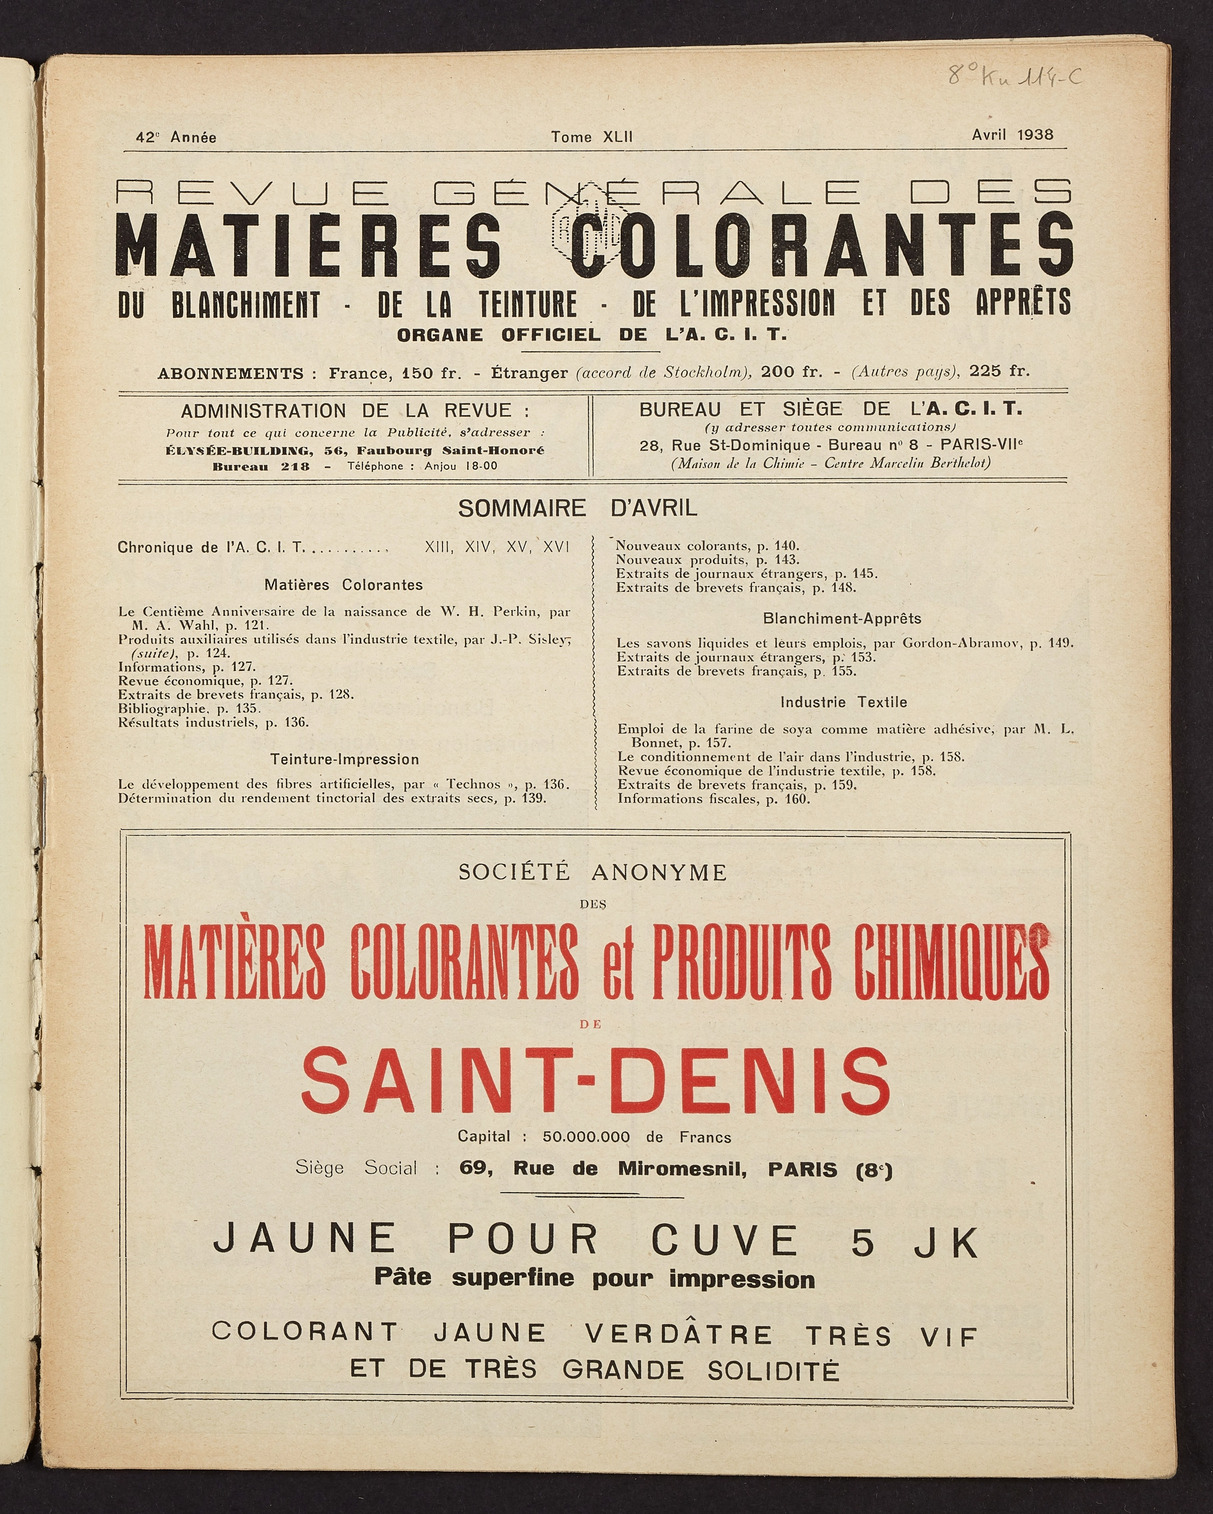 8° Ku 114-C
42e Année Tome XLII Avril 1938
REVUE GÉNÉRALE DES
MATIÈRES COLORANTES
DU BLANCHIMENT - DE LA TEINTURE - DE L'IMPRESSION ET DES APPRÊTS
ORGANE OFFICIEL DE L'A. C. I. T.
ABONNEMENTS : France, 150 fr. - Étranger (accord de Stockholm), 200 fr. - (Autres pays), 225 fr.
ADMINISTRATION DE LA REVUE :
Pour tout ce qui concerne la Publicité, s'adresser :
ÉLYSÉE-BUILDING, 56, Faubourg Saint-Honoré
Bureau 218 – Téléphone : Anjou 18-00
BUREAU ET SIÈGE DE L'A. C. I. T.
(y adresser toutes communications)
28, Rue St-Dominique - Bureau no 8 - PARIS-VIIe
(Maison de la Chimie – Centre Marcelin Berthelot)
SOMMAIRE D'AVRIL
Chronique de l'A. C. I. T........... XIII, XIV, XV, XVI
Matières Colorantes
Le Centième Anniversaire de la naissance de W. H. Perkin, par
M. A. Wahl, p. 121.
Produits auxiliaires utilisés dans l'industrie textile, par J.-P. Sisley,
(suite), p. 124.
Informations, p. 127.
Revue économique, p. 127.
Extraits de brevets français, p. 128.
Bibliographie, p. 135.
Résultats industriels, p. 136.
Teinture-Impression
Le développement des fibres artificielles, par « Technos », p. 136.
Détermination du rendement tinctorial des extraits secs, p. 139.
Nouveaux colorants, p. 140.
Nouveaux produits, p. 143.
Extraits de journaux étrangers, p. 145.
Extraits de brevets français, p. 148.
Blanchiment-Apprêts
Les savons liquides et leurs emplois, par Gordon-Abramov, p. 149.
Extraits de journaux étrangers, p. 153.
Extraits de brevets français, p. 155.
Industrie Textile
Emploi de la farine de soya comme matière adhésive, par M. L.
Bonnet, p. 157.
Le conditionnement de l'air dans l'industrie, p. 158.
Revue économique de l'industrie textile, p. 158.
Extraits de brevets français, p. 159.
Informations fiscales, p. 160.
SOCIÉTÉ ANONYME
DES
MATIÈRES COLORANTES et PRODUITS CHIMIQUES
DE
SAINT-DENIS
Capital : 50.000.000 de Francs
Siège Social : 69, Rue de Miromesnil, PARIS (8e)
JAUNE POUR CUVE 5 JK
Pâte superfine pour impression
COLORANT JAUNE VERDÂTRE TRÈS VIF
ET DE TRÈS GRANDE SOLIDITÉ